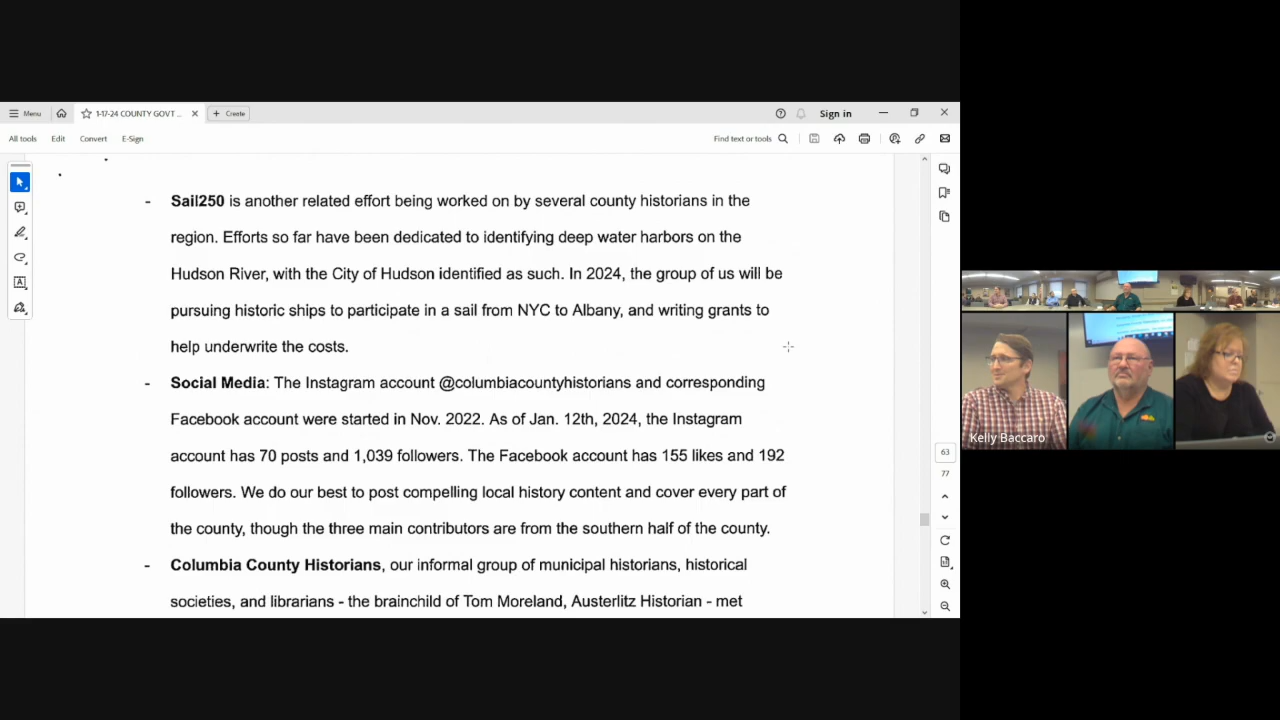 Menu
1-17-24 COUNTY GOVT ...
Create
Sign in
All tools
Edit
Convert
E-Sign
Find text or tools
- Sail250 is another related effort being worked on by several county historians in the
region. Efforts so far have been dedicated to identifying deep water harbors on the
Hudson River, with the City of Hudson identified as such. In 2024, the group of us will be
pursuing historic ships to participate in a sail from NYC to Albany, and writing grants to
help underwrite the costs.
- Social Media: The Instagram account @columbiacountyhistorians and corresponding
Facebook account were started in Nov. 2022. As of Jan. 12th, 2024, the Instagram
account has 70 posts and 1,039 followers. The Facebook account has 155 likes and 192
followers. We do our best to post compelling local history content and cover every part of
the county, though the three main contributors are from the southern half of the county.
- Columbia County Historians, our informal group of municipal historians, historical
societies, and librarians - the brainchild of Tom Moreland, Austerlitz Historian - met
63
77
Kelly Baccaro